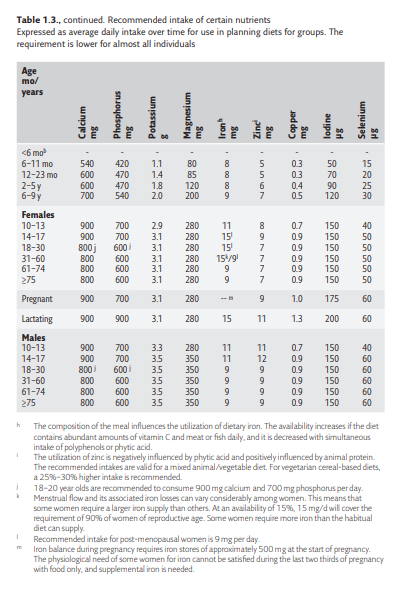 Table 1.3., continued. Recommended intake of certain nutrients
Expressed as average daily intake over time for use in planning diets for groups. The
requirement is lower for almost all individuals
Age mo/ years Calcium mg Phosphorus mg Potassium g Magnesium mg Ironʰ mg Zincⁱ mg Copper mg Iodine µg Selenium µg
<6 moᵇ - - - - - - - - -
6–11 mo 540 420 1.1 80 8 5 0.3 50 15
12–23 mo 600 470 1.4 85 8 5 0.3 70 20
2–5 y 600 470 1.8 120 8 6 0.4 90 25
6–9 y 700 540 2.0 200 9 7 0.5 120 30
Females
10–13 900 700 2.9 280 11 8 0.7 150 40
14–17 900 700 3.1 280 15ˡ 9 0.9 150 50
18–30 800 j 600 j 3.1 280 15ˡ 7 0.9 150 50
31–60 800 600 3.1 280 15ᵏ/9ˡ 7 0.9 150 50
61–74 800 600 3.1 280 9 7 0.9 150 50
≥75 800 600 3.1 280 9 7 0.9 150 50
Pregnant 900 700 3.1 280 -- ᵐ 9 1.0 175 60
Lactating 900 900 3.1 280 15 11 1.3 200 60
Males
10–13 900 700 3.3 280 11 11 0.7 150 40
14–17 900 700 3.5 350 11 12 0.9 150 60
18–30 800 j 600 j 3.5 350 9 9 0.9 150 60
31–60 800 600 3.5 350 9 9 0.9 150 60
61–74 800 600 3.5 350 9 9 0.9 150 60
≥75 800 600 3.5 350 9 9 0.9 150 60
h The composition of the meal influences the utilization of dietary iron. The availability increases if the diet
contains abundant amounts of vitamin C and meat or fish daily, and it is decreased with simultaneous
intake of polyphenols or phytic acid.
i The utilization of zinc is negatively influenced by phytic acid and positively influenced by animal protein.
The recommended intakes are valid for a mixed animal/vegetable diet. For vegetarian cereal-based diets,
a 25%–30% higher intake is recommended.
j 18–20 year olds are recommended to consume 900 mg calcium and 700 mg phosphorus per day.
k Menstrual flow and its associated iron losses can vary considerably among women. This means that
some women require a larger iron supply than others. At an availability of 15%, 15 mg/d will cover the
requirement of 90% of women of reproductive age. Some women require more iron than the habitual
diet can supply.
l Recommended intake for post-menopausal women is 9 mg per day.
m Iron balance during pregnancy requires iron stores of approximately 500 mg at the start of pregnancy.
The physiological need of some women for iron cannot be satisfied during the last two thirds of pregnancy
with food only, and supplemental iron is needed.